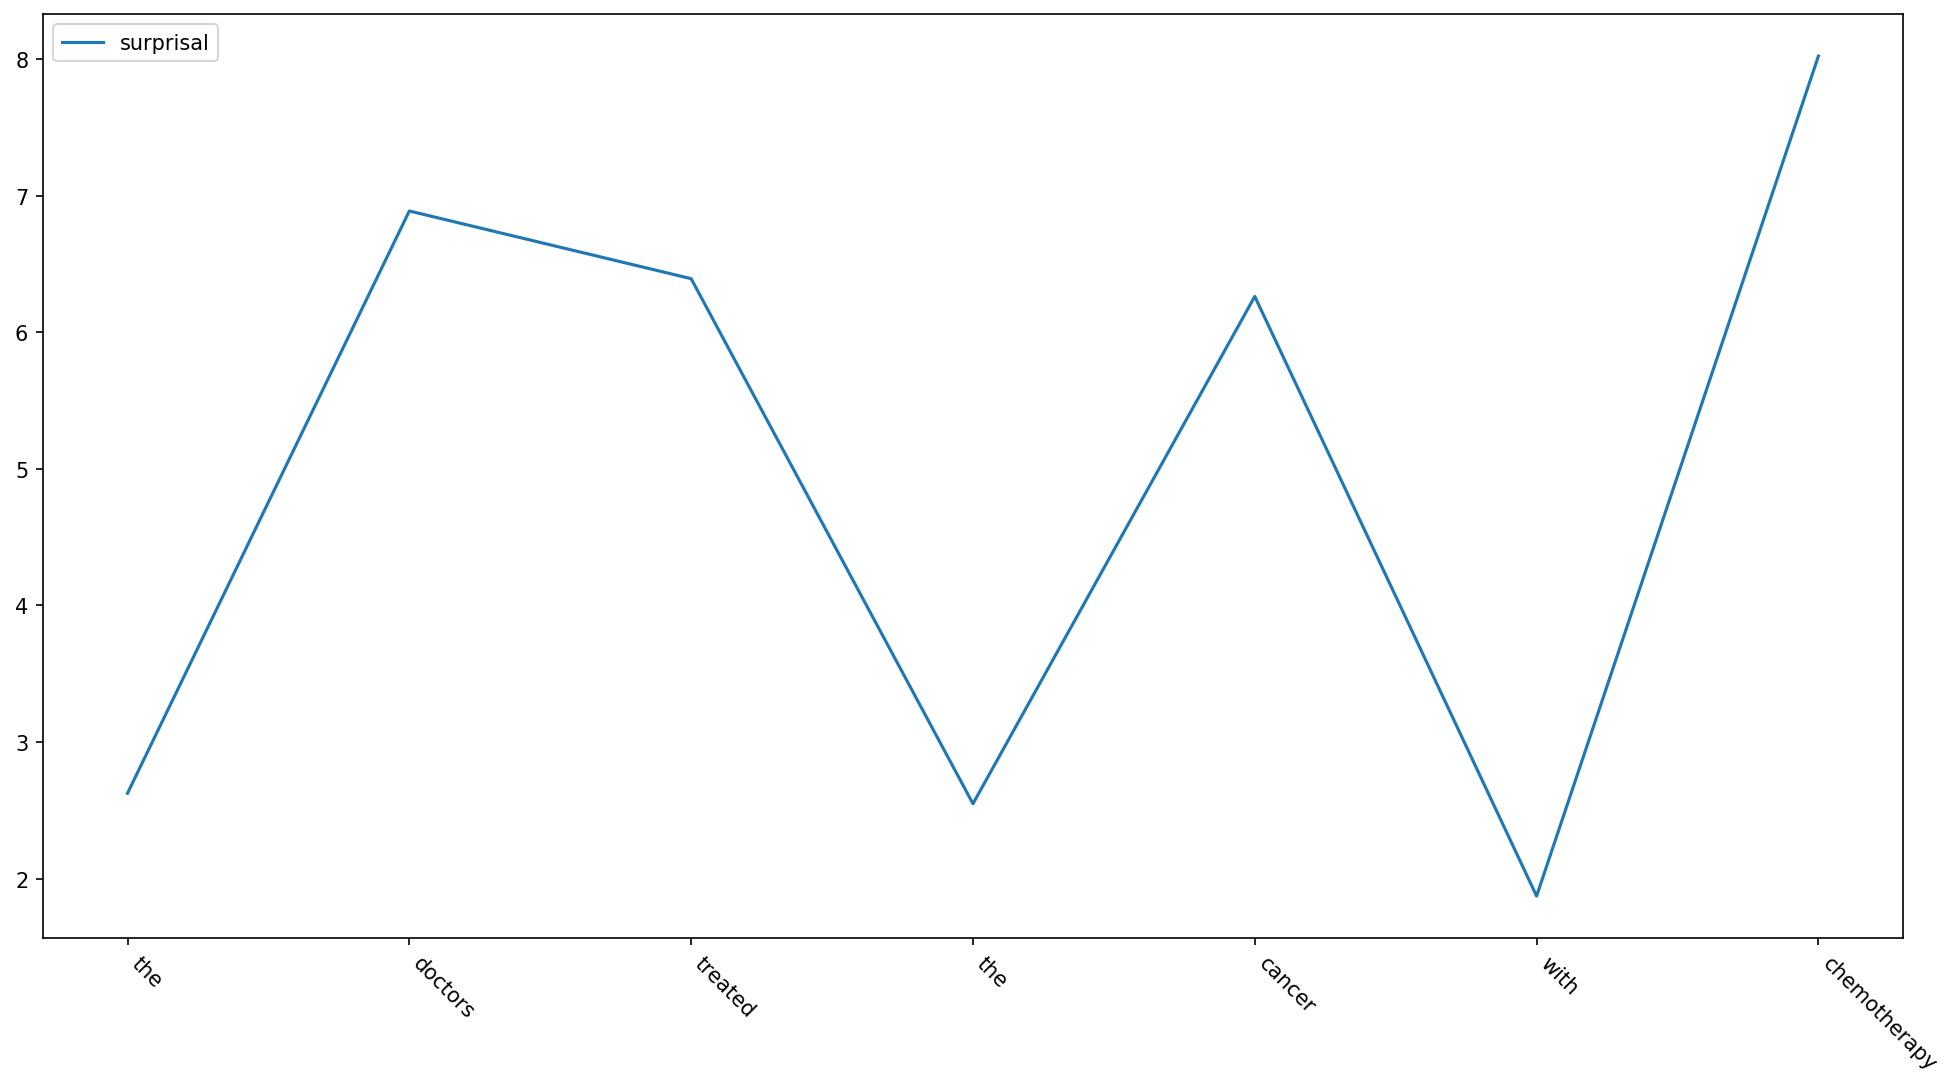 surprisal
8
7
6
5
4
3
2
the
doctors
treated
the
cancer
with
chemotherapy